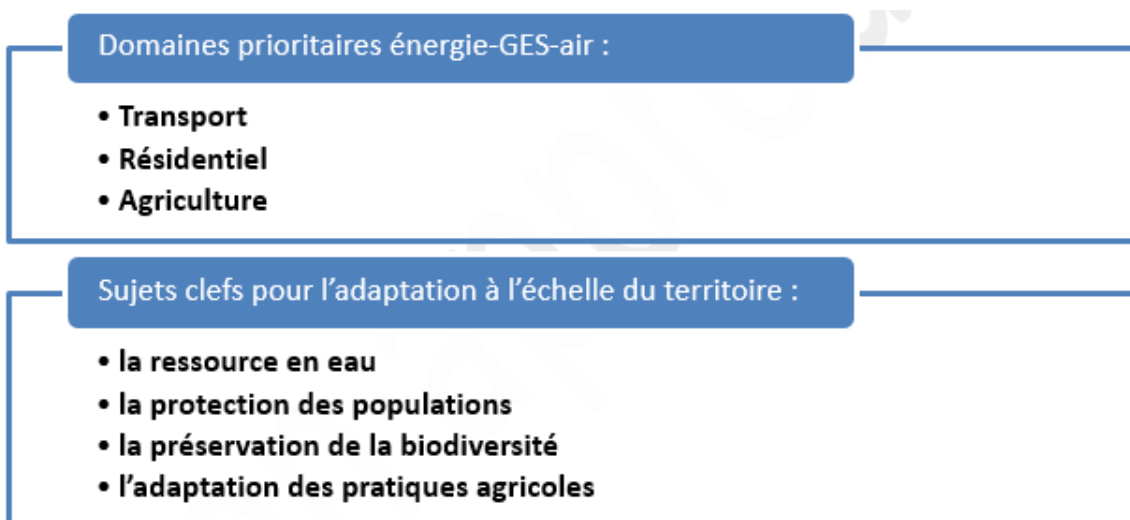 Domaines prioritaires énergie-GES-air :
• Transport
• Résidentiel
• Agriculture
Sujets clefs pour l'adaptation à l'échelle du territoire :
• la ressource en eau
• la protection des populations
• la préservation de la biodiversité
• l'adaptation des pratiques agricoles